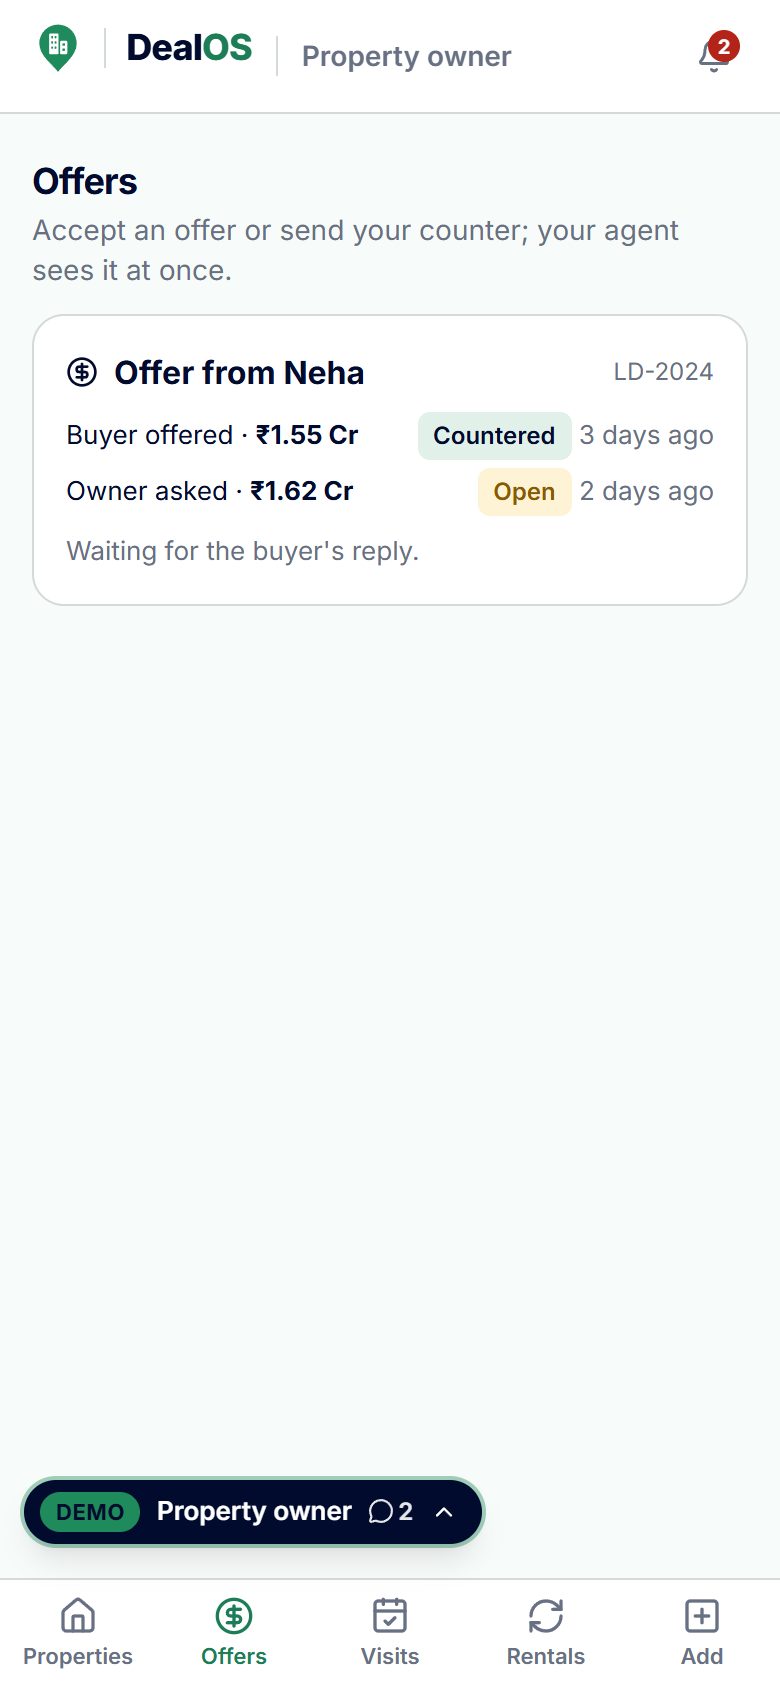 DealOS
Property owner
2
Offers
Accept an offer or send your counter; your agent
sees it at once.
Offer from Neha
LD-2024
Buyer offered · ₹1.55 Cr Countered 3 days ago
Owner asked · ₹1.62 Cr Open 2 days ago
Waiting for the buyer's reply.
DEMO Property owner 2
Properties Offers Visits Rentals Add